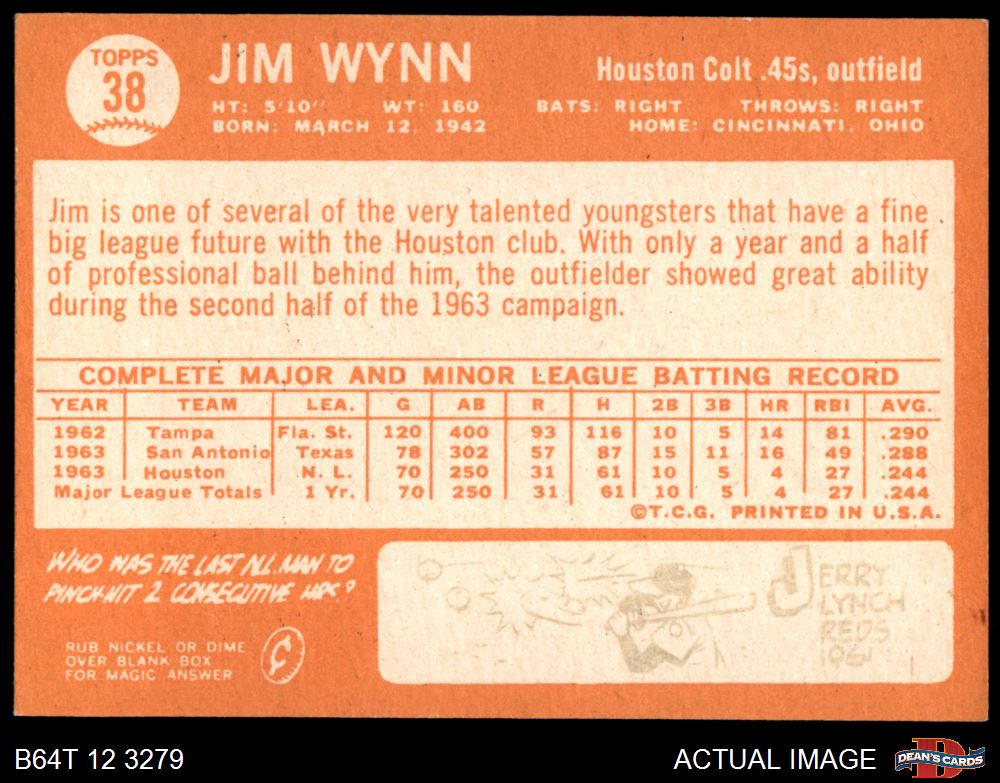 TOPPS
38
JIM WYNN
Houston Colt .45s, outfield
HT: 5'10" WT: 160 BATS: RIGHT THROWS: RIGHT
BORN: MARCH 12, 1942 HOME: CINCINNATI, OHIO
Jim is one of several of the very talented youngsters that have a fine
big league future with the Houston club. With only a year and a half
of professional ball behind him, the outfielder showed great ability
during the second half of the 1963 campaign.
COMPLETE MAJOR AND MINOR LEAGUE BATTING RECORD
YEAR TEAM LEA. G AB R H 2B 3B HR RBI AVG.
1962 Tampa Fla. St. 120 400 93 116 10 5 14 81 .290
1963 San Antonio Texas 78 302 57 87 15 11 16 49 .288
1963 Houston N. L. 70 250 31 61 10 5 4 27 .244
Major League Totals 1 Yr. 70 250 31 61 10 5 4 27 .244
©T.C.G. PRINTED IN U.S.A.
WHO WAS THE LAST N.L. MAN TO
PINCH-HIT 2 CONSECUTIVE HRS?
RUB NICKEL OR DIME
OVER BLANK BOX
FOR MAGIC ANSWER
JERRY
LYNCH
REDS
1961
B64T 12 3279
ACTUAL IMAGE
DEAN'S CARDS